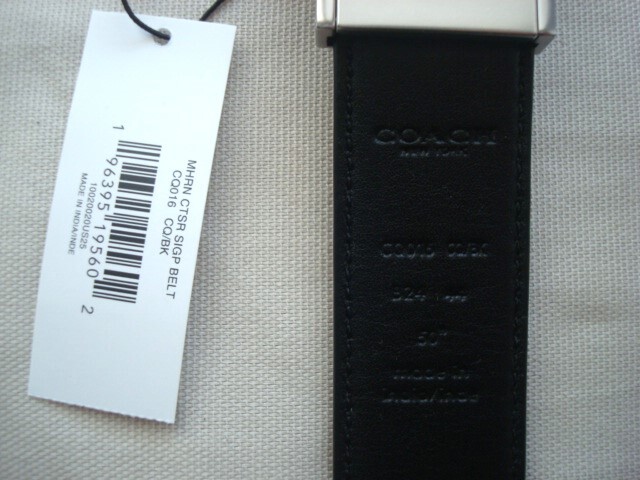 MHRN CTSR SIGP BELT
CQ016 CQ/BK
1 96395 19560 2
10020020US25
MADE IN INDIA/INDE
COACH
NEW YORK
CQ016 CQ/BK
50"
made in
India/Inde